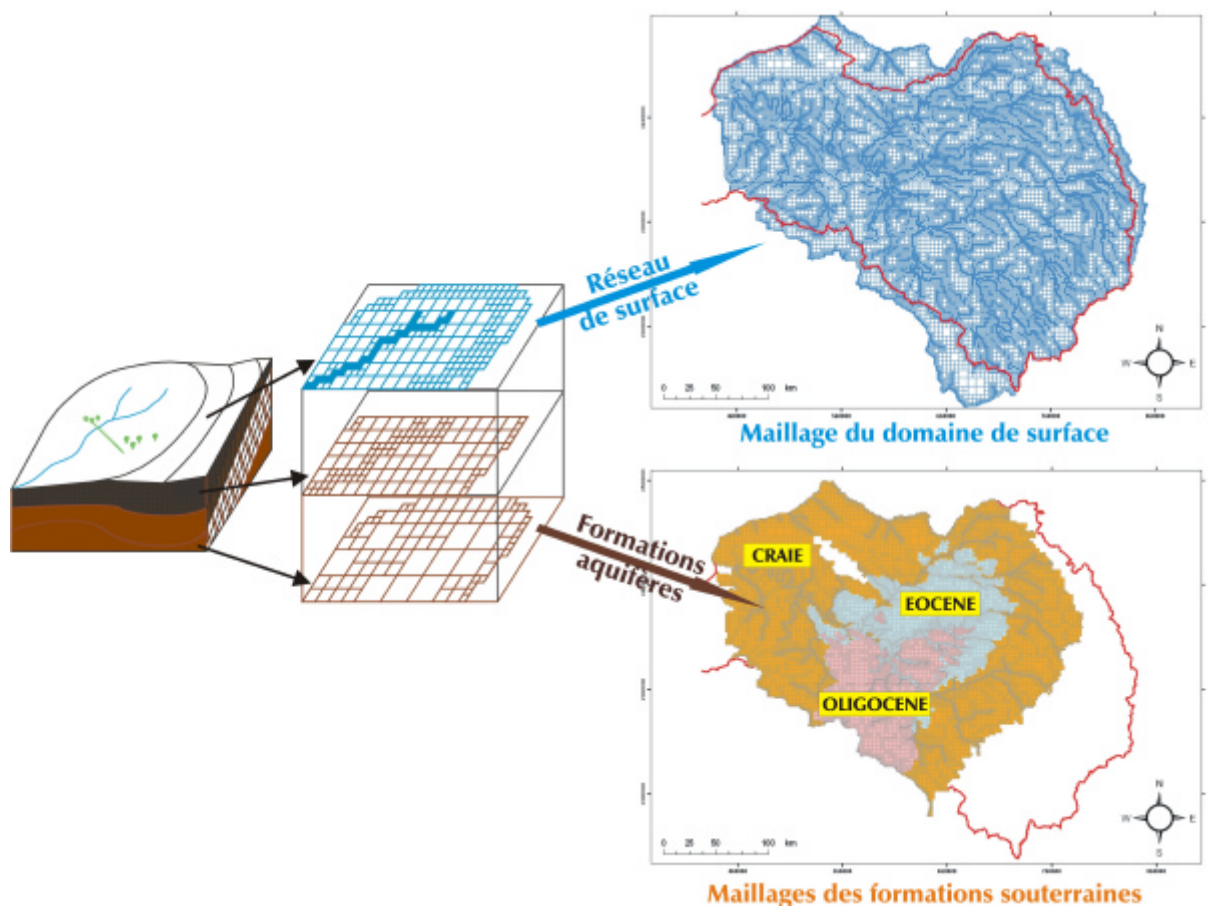 Réseau
de surface
N
W E
S
0 25 50 100 km
Maillage du domaine de surface
Formations
aquifères
CRAIE
EOCENE
OLIGOCENE
N
W E
S
0 25 50 100 km
Maillages des formations souterraines